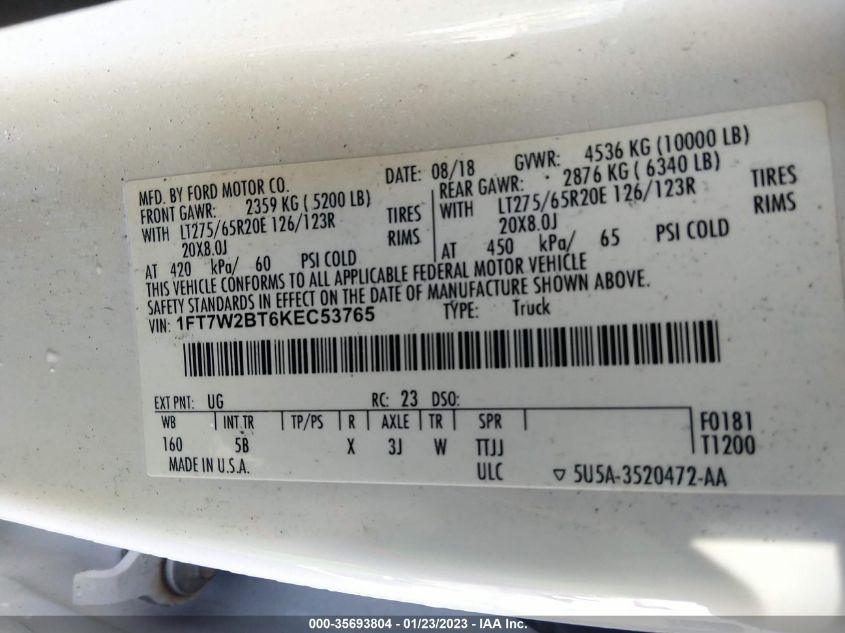 MFD. BY FORD MOTOR CO.
DATE: 08/18 GVWR: 4536 KG (10000 LB)
FRONT GAWR: 2359 KG ( 5200 LB)
REAR GAWR: 2876 KG ( 6340 LB)
WITH LT275/65R20E 126/123R TIRES
WITH LT275/65R20E 126/123R TIRES
20X8.0J RIMS
20X8.0J RIMS
AT 420 kPa/ 60 PSI COLD
AT 450 kPa/ 65 PSI COLD
THIS VEHICLE CONFORMS TO ALL APPLICABLE FEDERAL MOTOR VEHICLE
SAFETY STANDARDS IN EFFECT ON THE DATE OF MANUFACTURE SHOWN ABOVE.
VIN: 1FT7W2BT6KEC53765 TYPE: Truck
EXT PNT: UG RC: 23 DSO:
WB INT TR TP/PS R AXLE TR SPR F0181
160 5B X 3J W TTJJ T1200
MADE IN U.S.A. ULC 5U5A-3520472-AA
000-35693804 - 01/23/2023 - IAA Inc.